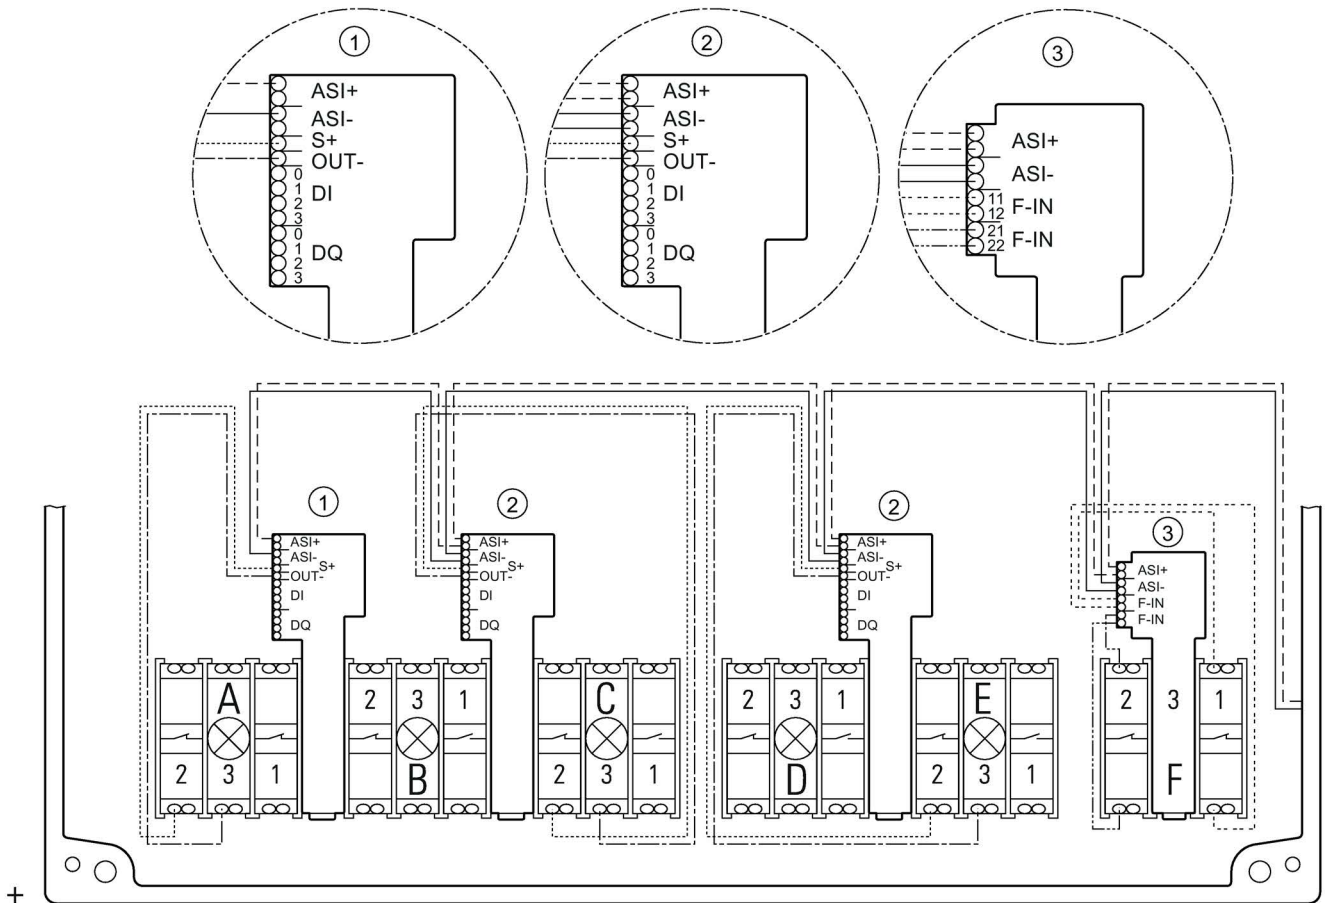 ① ② ③
ASI+
ASI-
S+
OUT-
0
1 DI
2
3
0
1 DQ
2
3
ASI+
ASI-
S+
OUT-
0
1 DI
2
3
0
1 DQ
2
3
ASI+
ASI-
11 F-IN
12
21 F-IN
22
① ② ② ③
ASI+
ASI-
S+
OUT-
DI
DQ
ASI+
ASI-
S+
OUT-
DI
DQ
ASI+
ASI-
S+
OUT-
DI
DQ
ASI+
ASI-
F-IN
F-IN
A 2 3 1 C 2 3 1 E 2 3 1
2 3 1 B 2 3 1 D 2 3 1 F
+